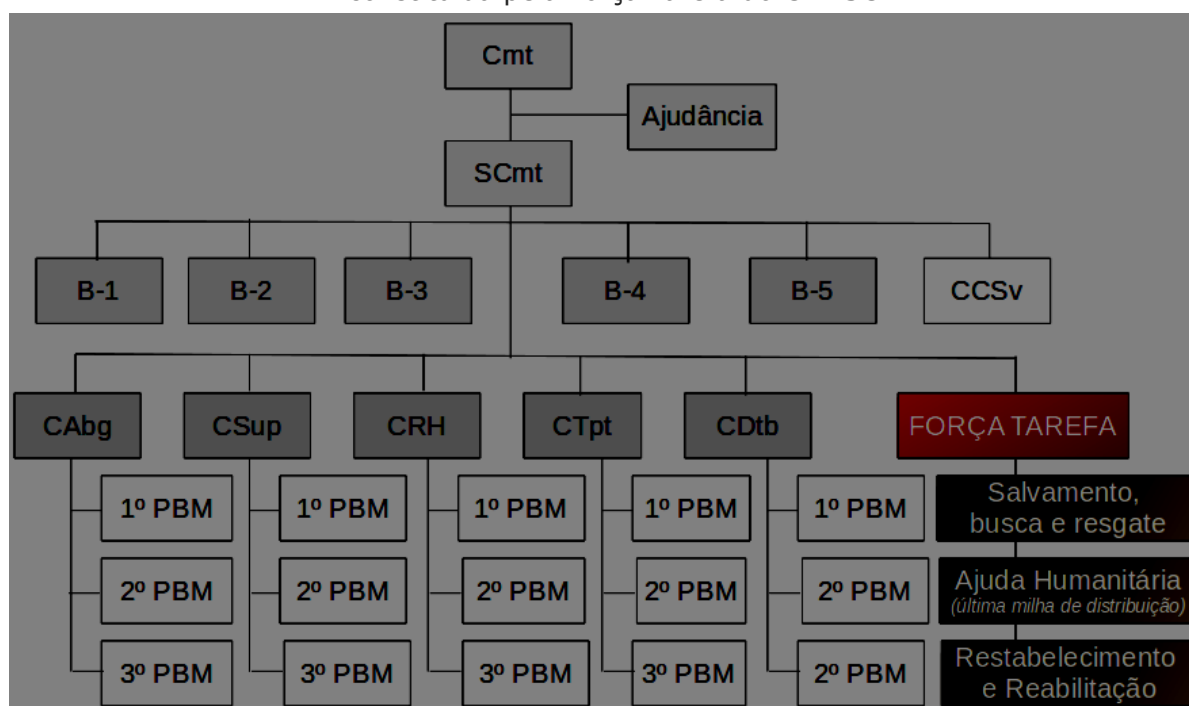 Cmt
Ajudância
SCmt
B-1
B-2
B-3
B-4
B-5
CCSv
CAbg
CSup
CRH
CTpt
CDtb
FORÇA TAREFA
1º PBM
1º PBM
1º PBM
1º PBM
1º PBM
Salvamento,
busca e resgate
2º PBM
2º PBM
2º PBM
2º PBM
2º PBM
Ajuda Humanitária
(última milha de distribuição)
3º PBM
3º PBM
3º PBM
3º PBM
2º PBM
Restabelecimento
e Reabilitação